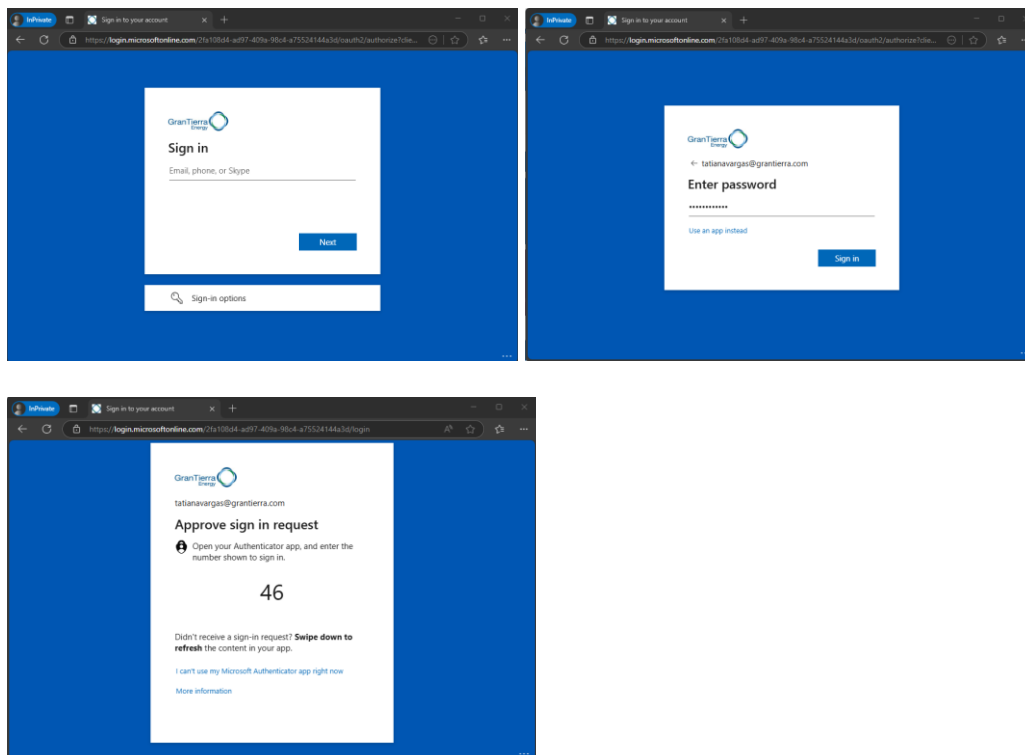 InPrivate
Sign in to your account
https://login.microsoftonline.com/2fa108d4-ad97-409a-98c4-a75524144a3d/oauth2/authorize?clie...
GranTierra
Energy
Sign in
Email, phone, or Skype
Next
Sign-in options
InPrivate
Sign in to your account
https://login.microsoftonline.com/2fa108d4-ad97-409a-98c4-a75524144a3d/oauth2/authorize?clie...
GranTierra
Energy
tatianavargas@grantierra.com
Enter password
Use an app instead
Sign in
InPrivate
Sign in to your account
https://login.microsoftonline.com/2fa108d4-ad97-409a-98c4-a75524144a3d/login
GranTierra
Energy
tatianavargas@grantierra.com
Approve sign in request
Open your Authenticator app, and enter the
number shown to sign in.
46
Didn't receive a sign-in request? Swipe down to
refresh the content in your app.
I can't use my Microsoft Authenticator app right now
More information